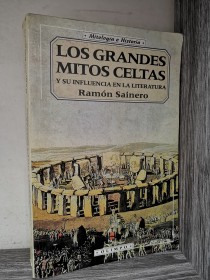 · Mitología e Historia ·
LOS GRANDES
MITOS CELTAS
Y SU INFLUENCIA EN LA LITERATURA
Ramón Sainero